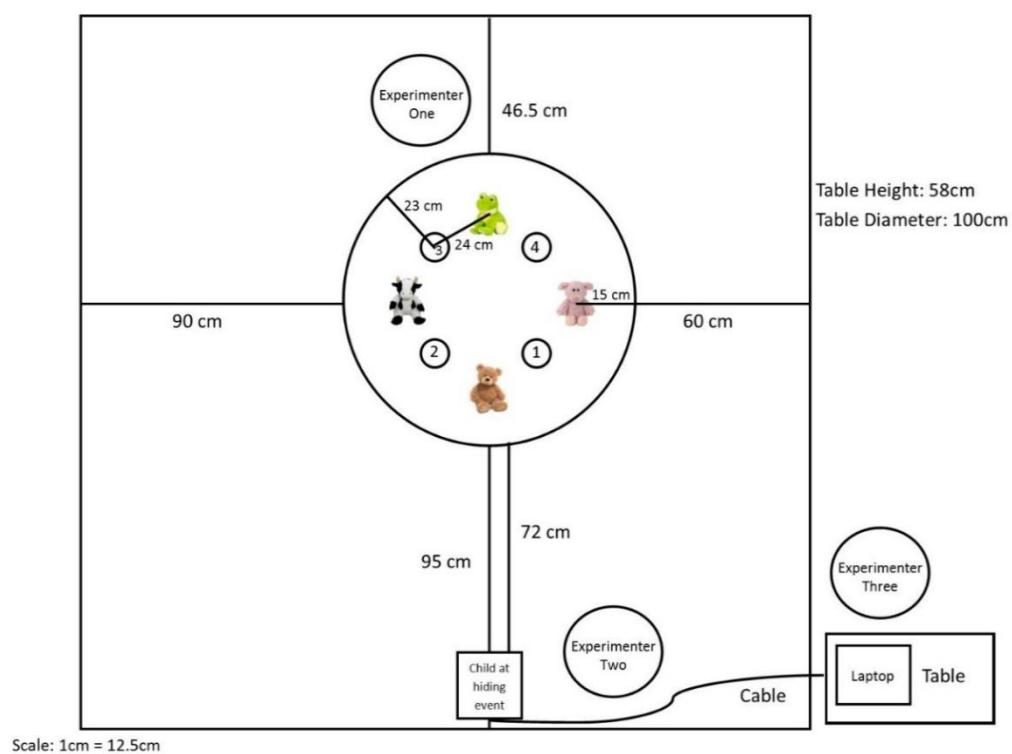 Experimenter
One
46.5 cm
Table Height: 58cm
Table Diameter: 100cm
23 cm
3
24 cm
4
15 cm
90 cm
60 cm
2
1
72 cm
95 cm
Experimenter
Three
Experimenter
Two
Child at
hiding
event
Laptop
Table
Cable
Scale: 1cm = 12.5cm